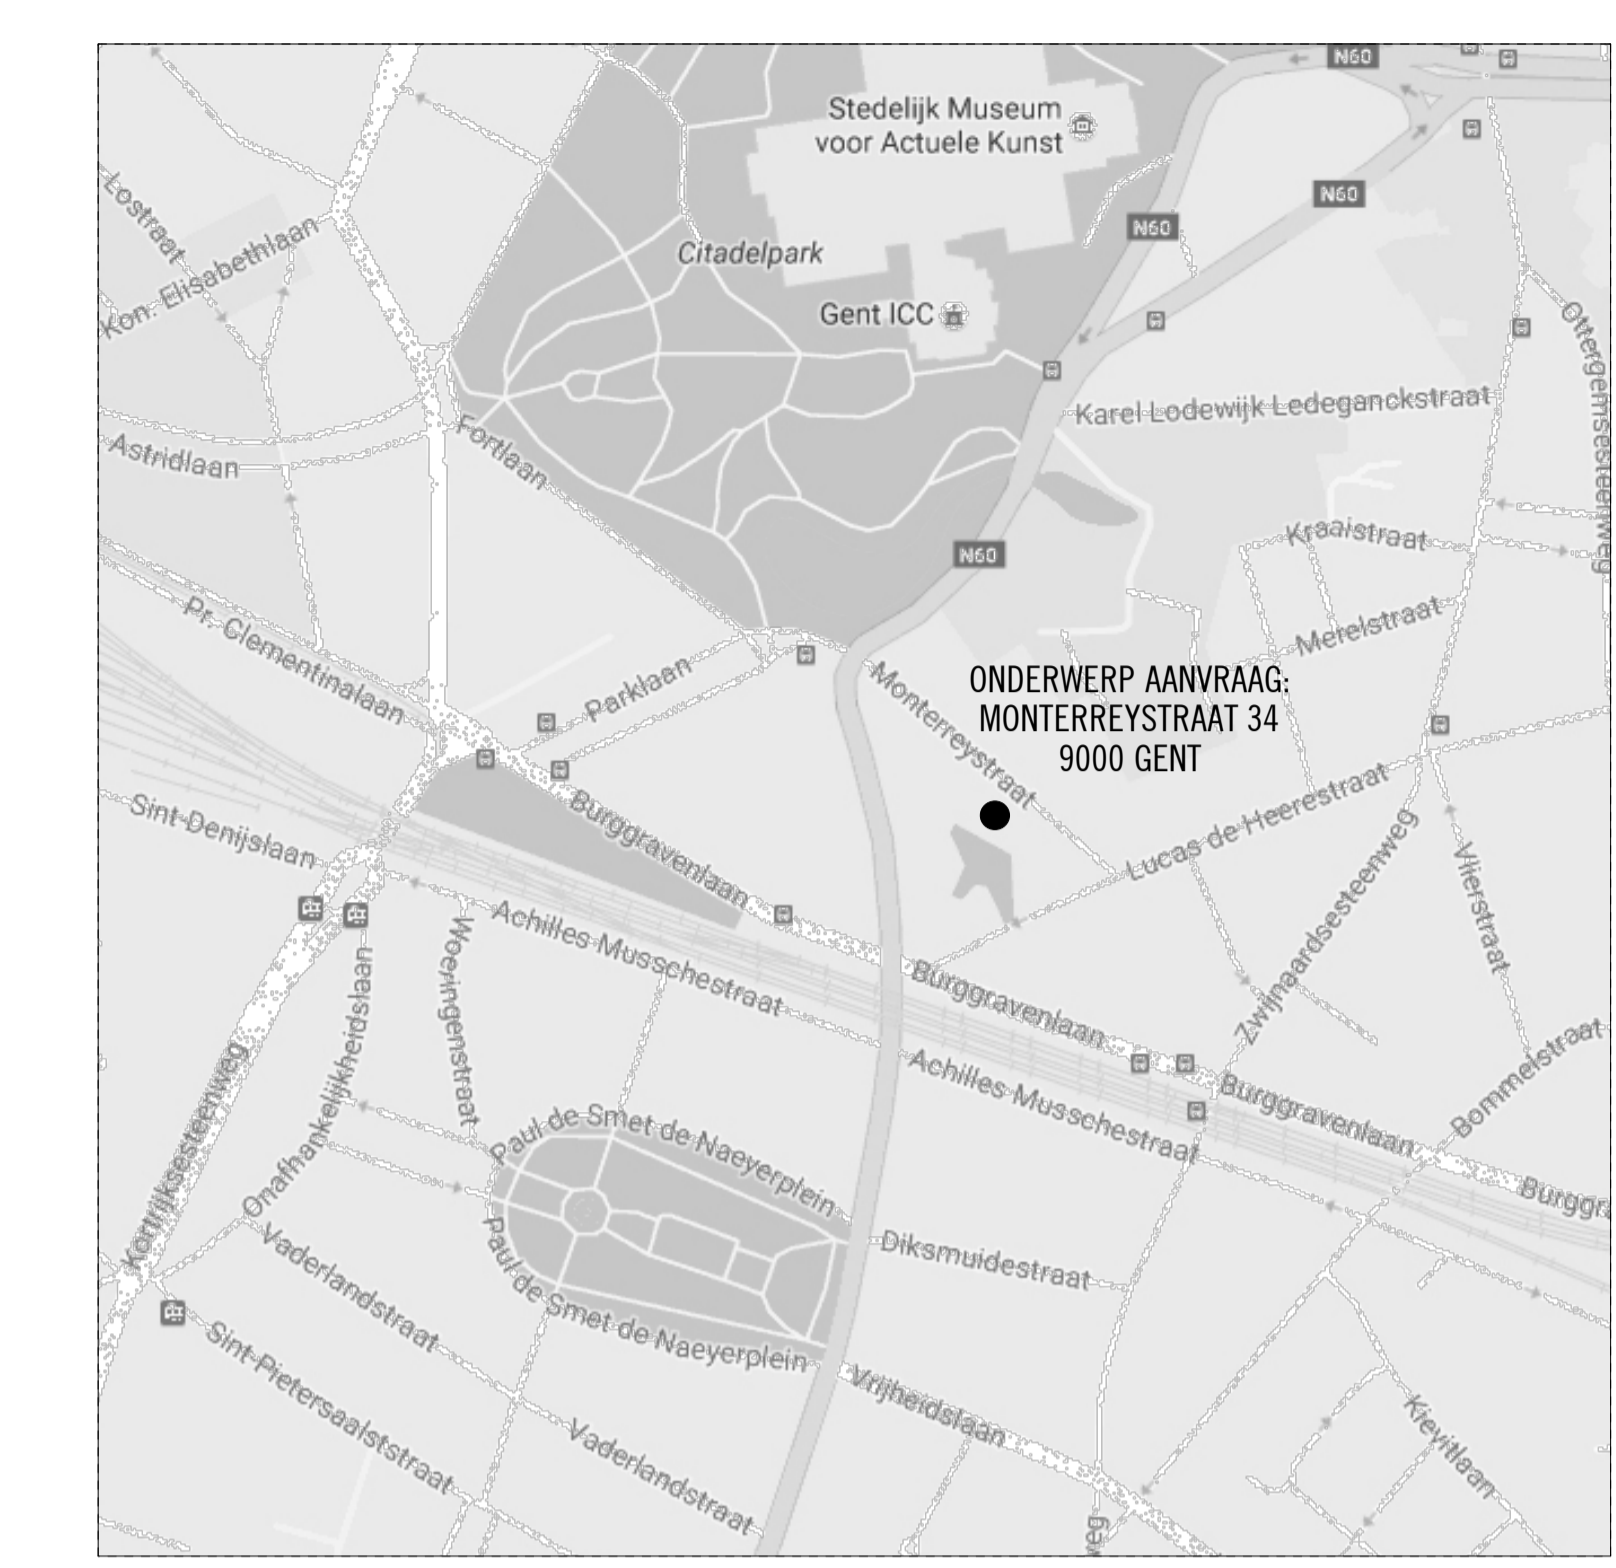 N60
Stedelijk Museum
voor Actuele Kunst
N60
N60
Lostraat
Citadelpark
Kon. Elisabethlaan
Gent ICC
Ottergemsesteenweg
Karel Lodewijk Ledeganckstraat
Fortlaan
Astridlaan
Kraaistraat
N60
Pr. Clementinalaan
Merelstraat
Parklaan
Monterreystraat
ONDERWERP AANVRAAG:
MONTERREYSTRAAT 34
9000 GENT
Sint-Denijslaan
Burggravenlaan
Lucas de Heerestraat
Zwijnaardsesteenweg
Vlierstraat
Achilles Musschestraat
Woeringenstraat
Burggravenlaan
Onafhankelijkheidslaan
Kortrijksesteenweg
Achilles Musschestraat
Burggravenlaan
Bommelstraat
Paul de Smet de Naeyerplein
Burggra
Diksmuidestraat
Vaderlandstraat
Paul de Smet de Naeyerplein
Sint-Pietersaalststraat
Vrijheidslaan
Kievitlaan
Vaderlandstraat
weg